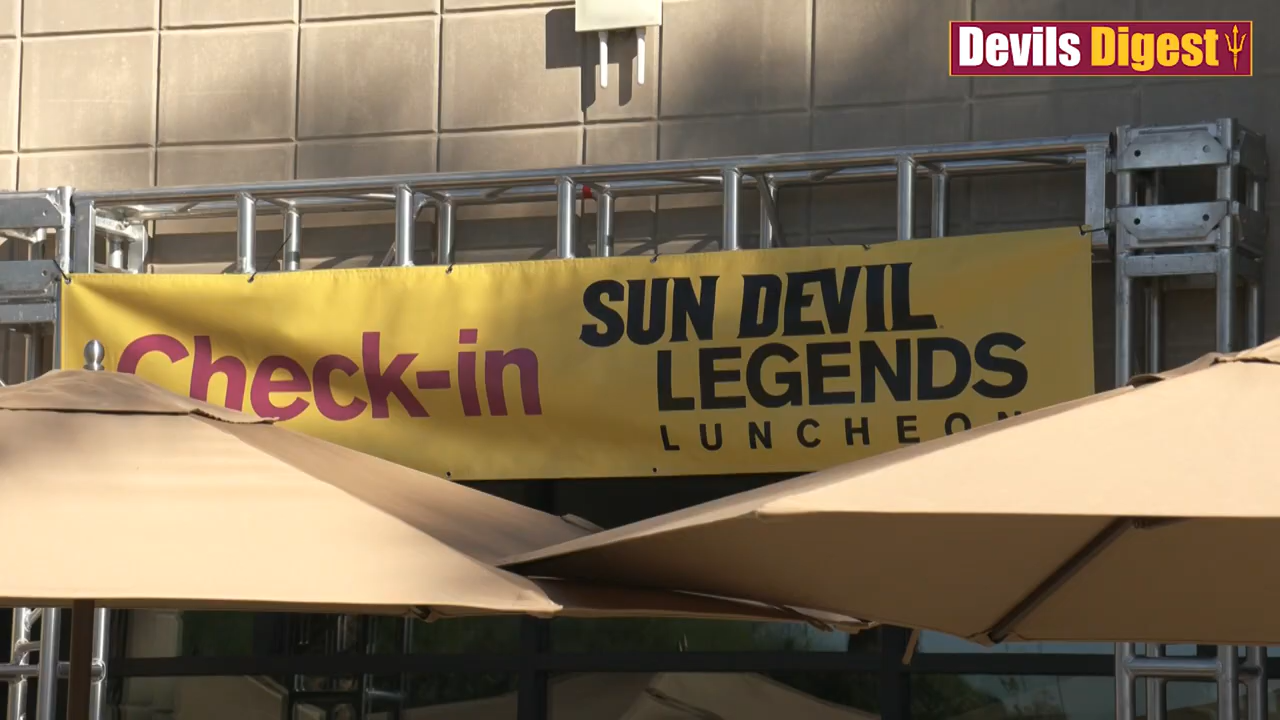 Devils Digest
Check-in
SUN DEVIL
LEGENDS
LUNCHEON